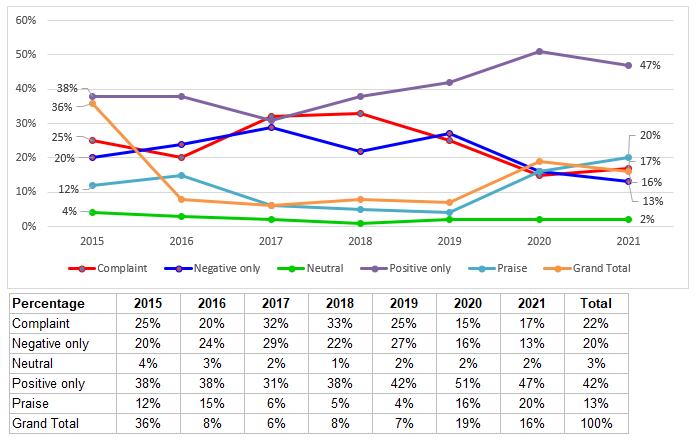 60%
50%
40%
30%
20%
10%
0%
38%
36%
25%
20%
12%
4%
47%
20%
17%
16%
13%
2%
2015 2016 2017 2018 2019 2020 2021
Complaint Negative only Neutral Positive only Praise Grand Total
Percentage 2015 2016 2017 2018 2019 2020 2021 Total
Complaint 25% 20% 32% 33% 25% 15% 17% 22%
Negative only 20% 24% 29% 22% 27% 16% 13% 20%
Neutral 4% 3% 2% 1% 2% 2% 2% 3%
Positive only 38% 38% 31% 38% 42% 51% 47% 42%
Praise 12% 15% 6% 5% 4% 16% 20% 13%
Grand Total 36% 8% 6% 8% 7% 19% 16% 100%